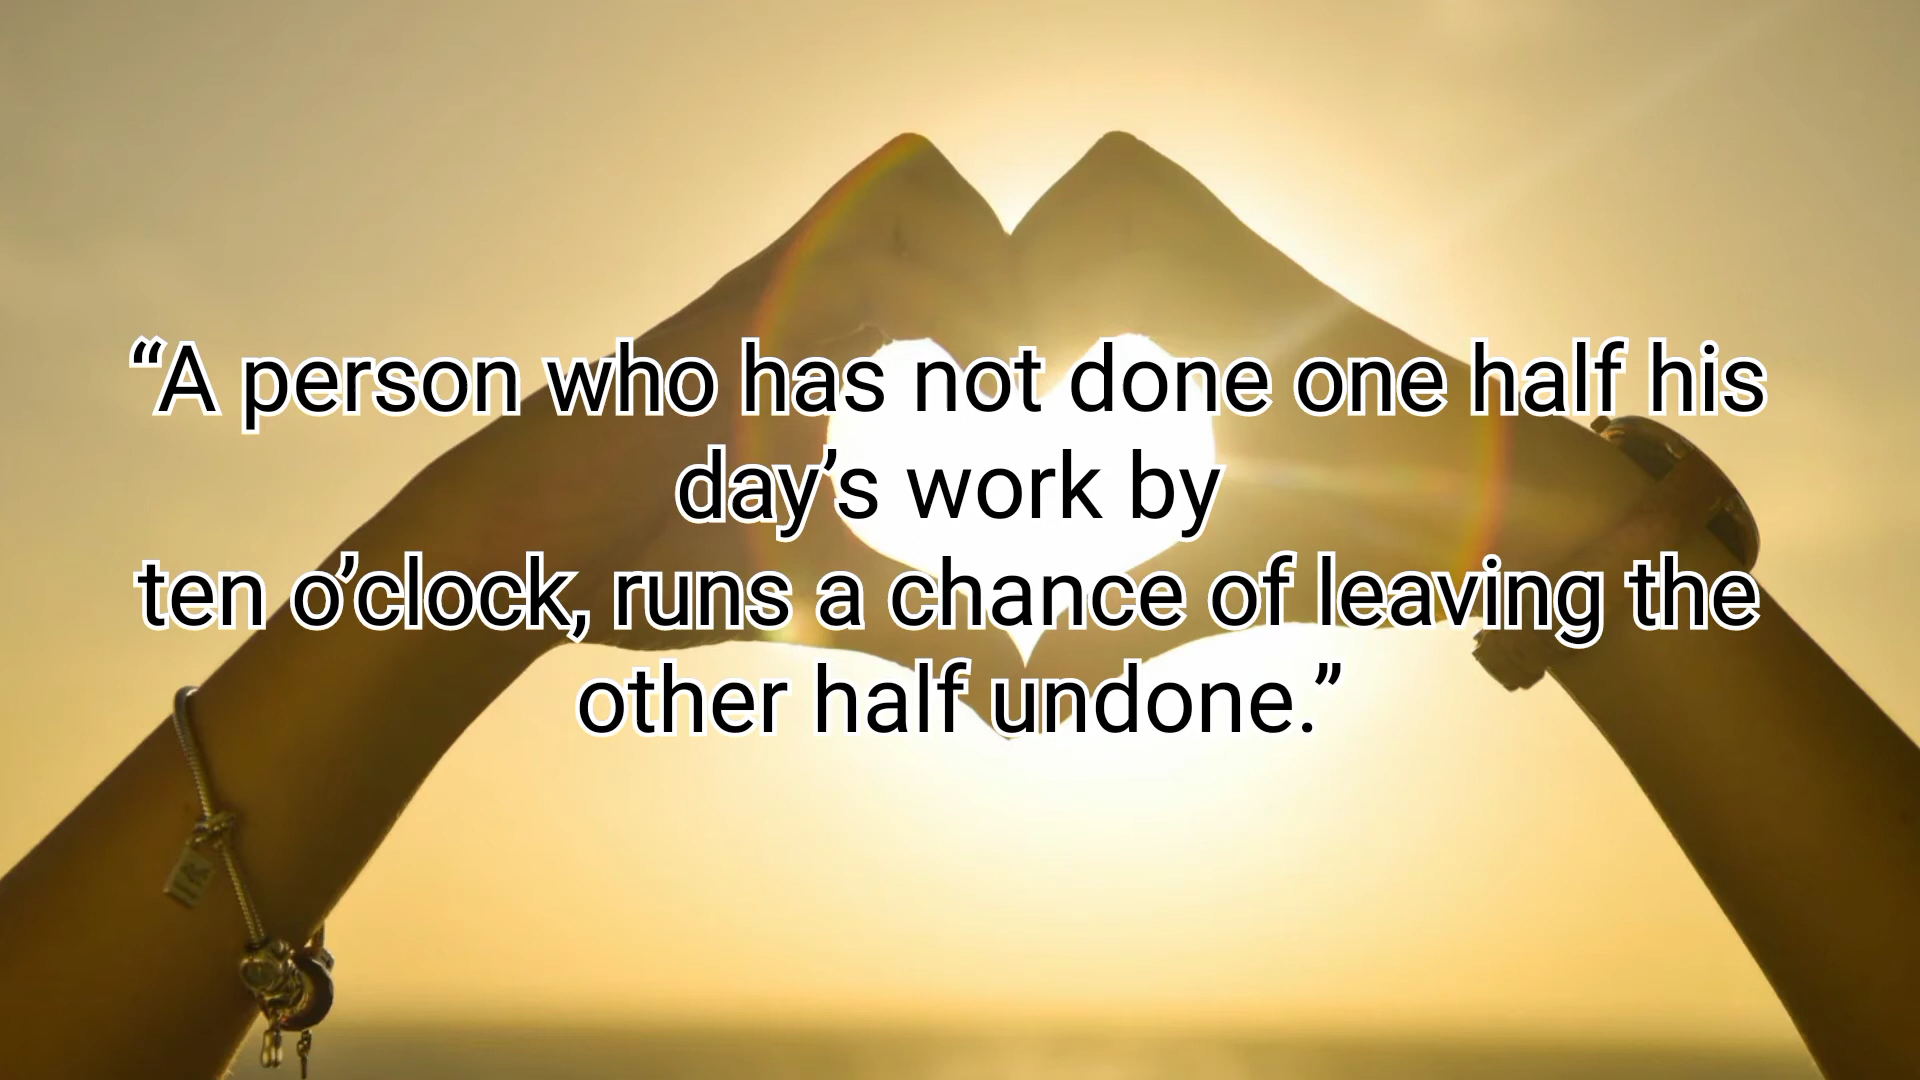 “A person who has not done one half his
day’s work by
ten o’clock, runs a chance of leaving the
other half undone.”